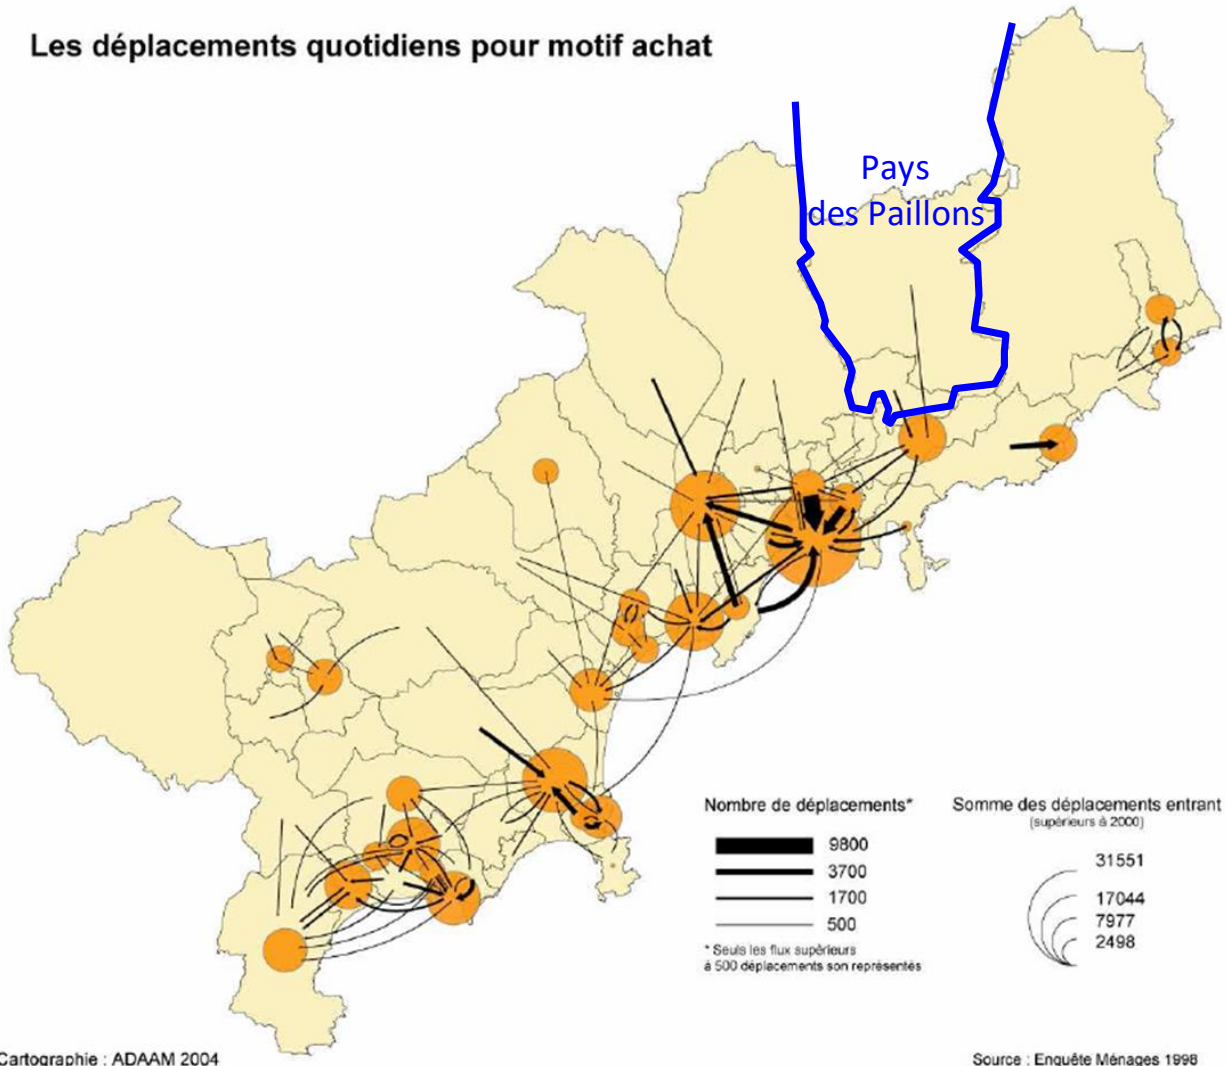 Les déplacements quotidiens pour motif achat
Pays
des Paillons
Nombre de déplacements*
9800
3700
1700
500
* Seuls les flux supérieurs
à 500 déplacements son représentés
Somme des déplacements entrant
(supérieurs à 2000)
31551
17044
7977
2498
Cartographie : ADAAM 2004
Source : Enquête Ménages 1998